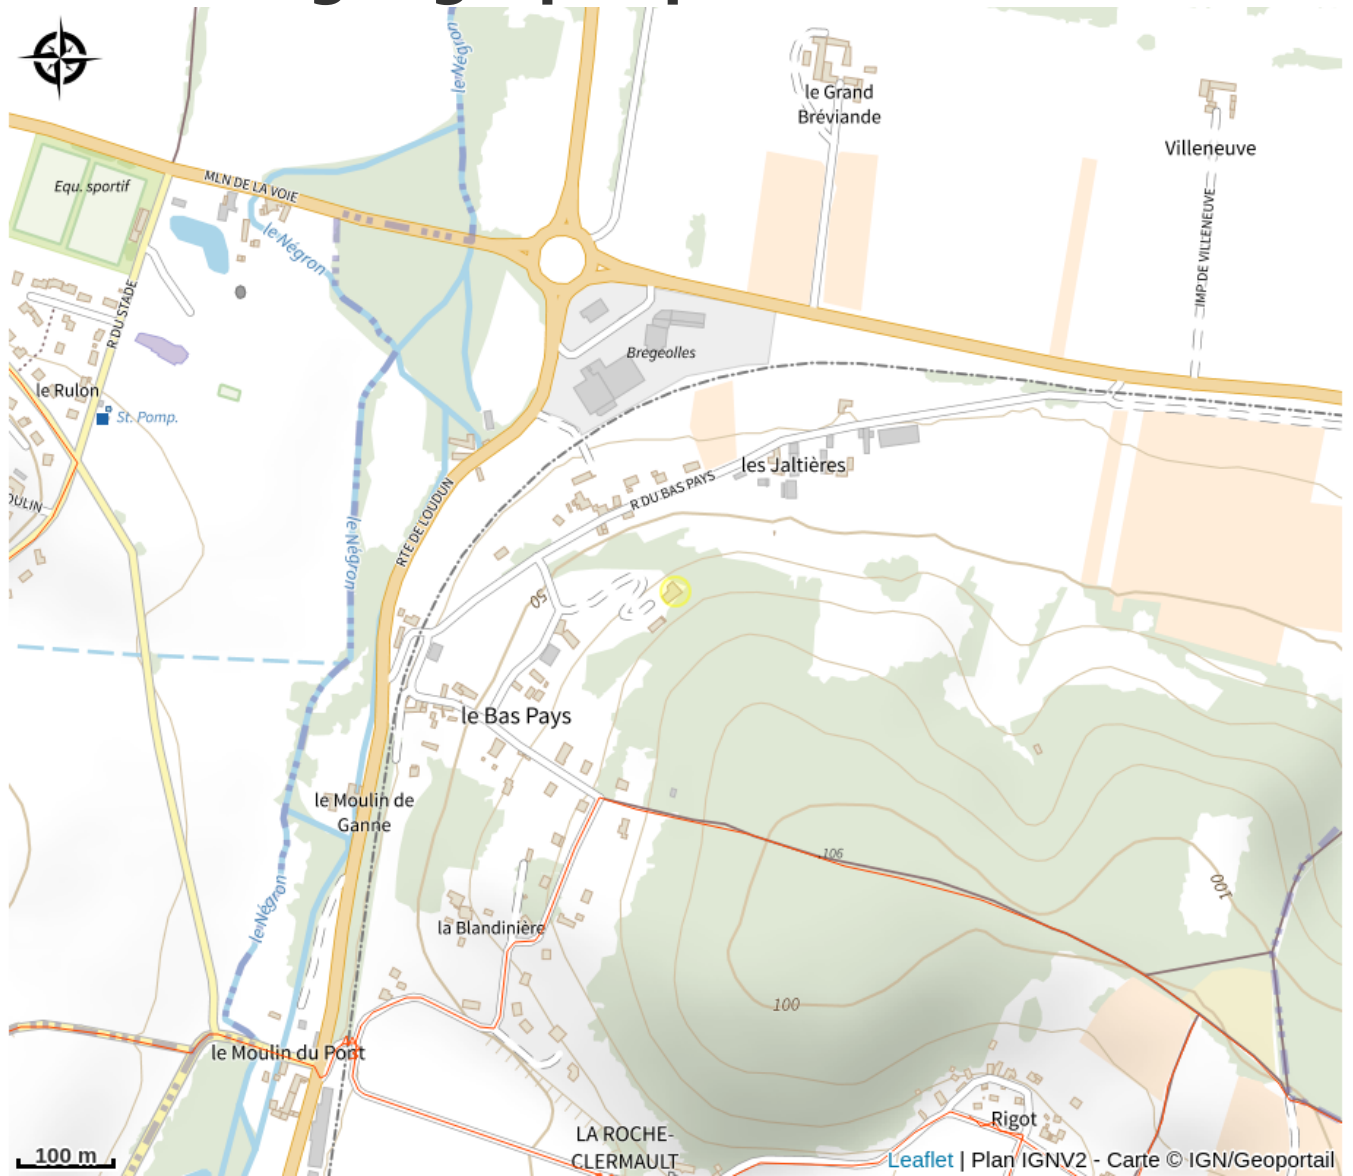 le Négron
le Grand
Bréviande
Villeneuve
Equ. sportif
MLN DE LA VOIE
IMP. DE VILLENEUVE
le Négron
R DU STADE
Bregeolles
le Rulon
St. Pomp.
les Jaltières
R DU BAS PAYS
RTE DE LOUDUN
OULIN
le Négron
50
le Bas Pays
le Moulin de
Ganne
106
100
le Négron
la Blandinière
100
le Moulin du Pont
Rigot
LA ROCHE-
CLERMAULT
100 m
Leaflet | Plan IGNV2 - Carte © IGN/Geoportail